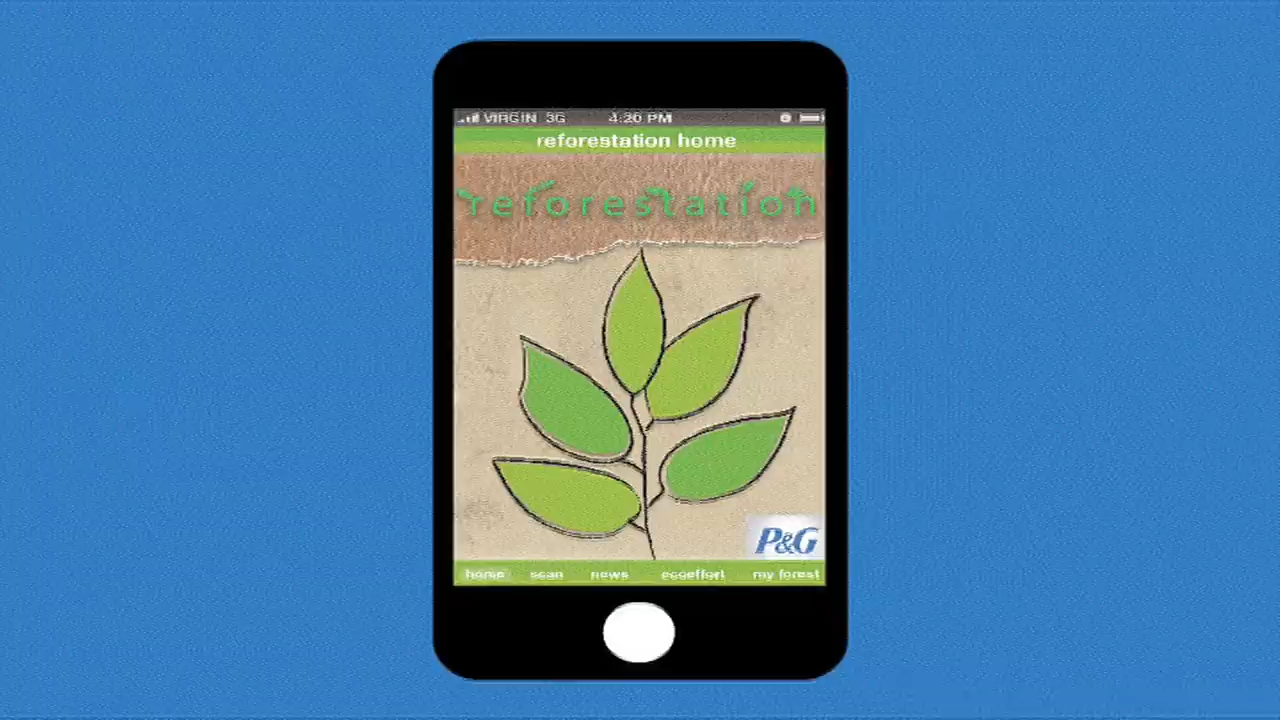 VIRGIN 3G 4:20 PM
reforestation home
reforestation
P&G
home scan news ecoeffort my forest